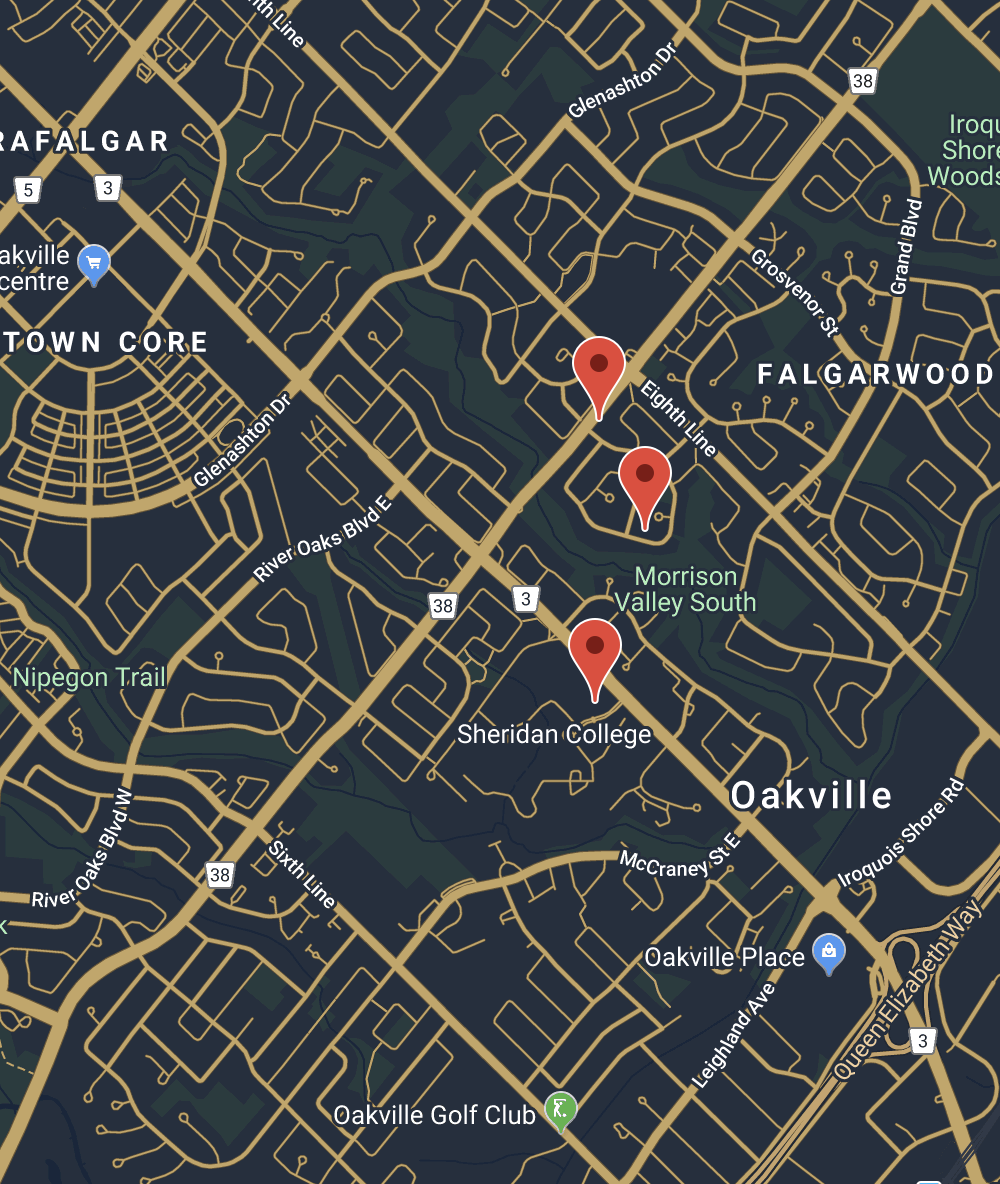 hth Line
Glenashton Dr
38
RAFALGAR
Iroqu
Shore
Woods
5
3
Grand Blvd
akville
centre
Grosvenor St
TOWN CORE
FALGARWOOD
Eighth Line
Glenashton Dr
River Oaks Blvd E
Morrison
Valley South
38
3
Nipegon Trail
Sheridan College
Oakville
Iroquois Shore Rd
River Oaks Blvd W
38
Sixth Line
McCraney St E
k
Oakville Place
Queen Elizabeth Way
Leighland Ave
3
Oakville Golf Club